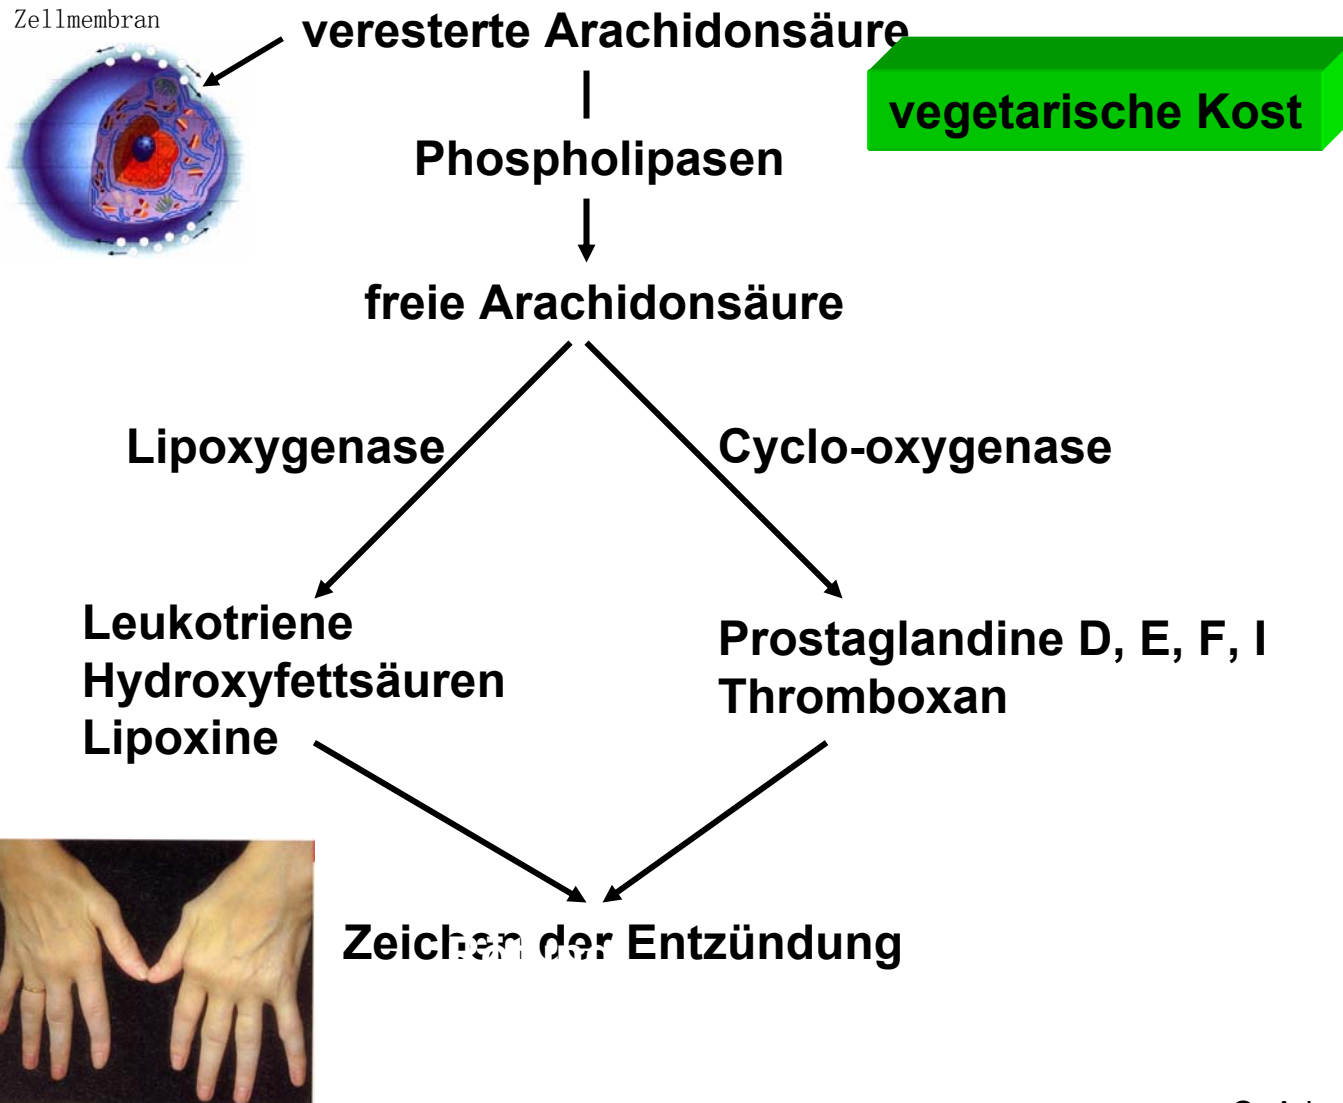 Zellmembran
veresterte Arachidonsäure
vegetarische Kost
Phospholipasen
freie Arachidonsäure
Lipoxygenase
Cyclo-oxygenase
Leukotriene
Hydroxyfettsäuren
Lipoxine
Prostaglandine D, E, F, I
Thromboxan
Zeichen der Entzündung